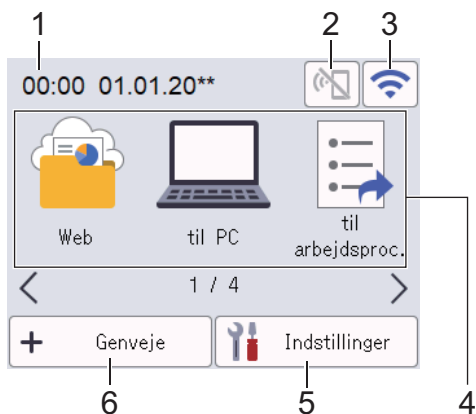 1
2
3
00:00 01.01.20**
Web
til PC
til
arbejdsproc.
1 / 4
Genveje
Indstillinger
6
5
4